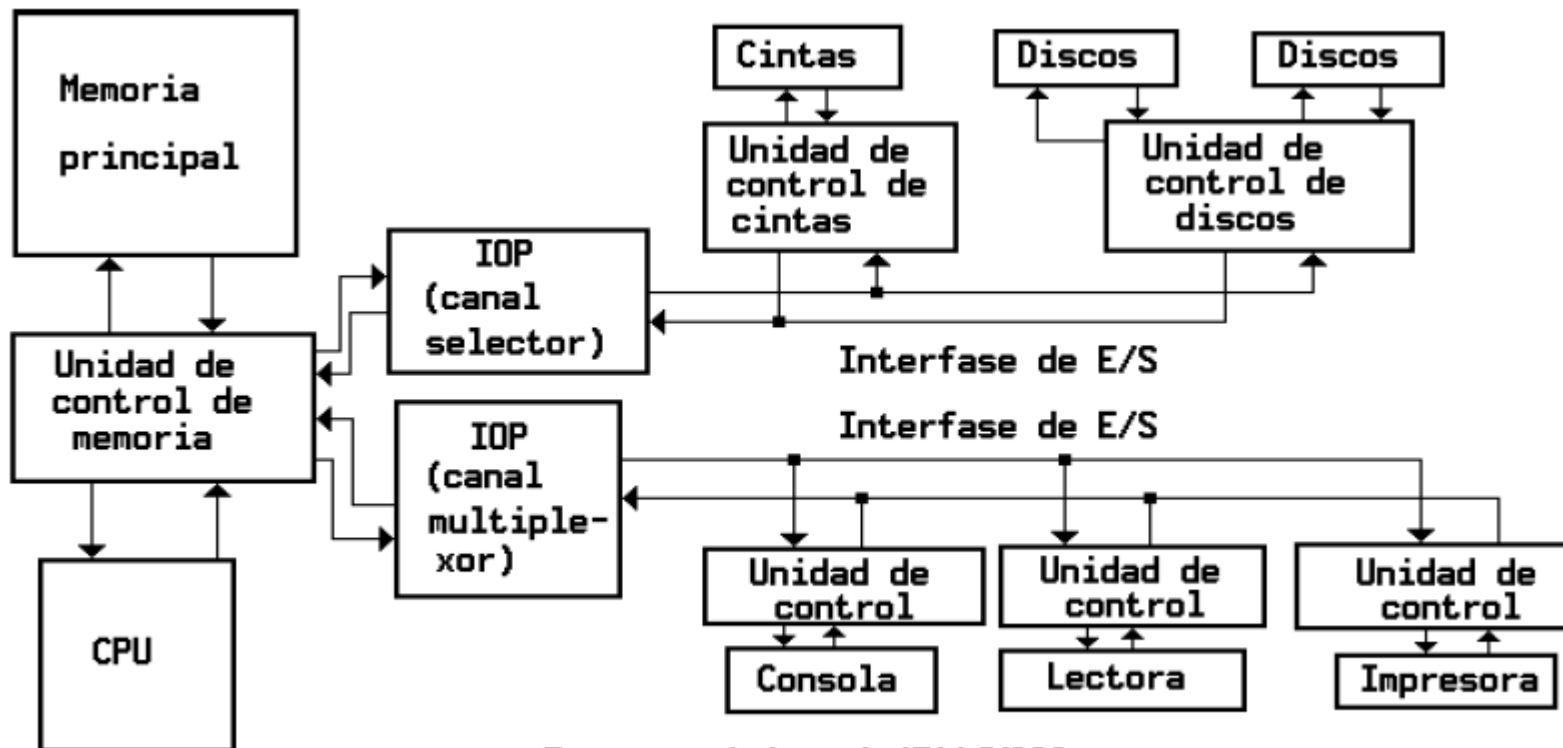 Memoria
principal
Cintas
Discos
Discos
Unidad de
control de
cintas
Unidad de
control de
discos
IOP
(canal
selector)
Unidad de
control de
memoria
Interfase de E/S
Interfase de E/S
IOP
(canal
multiple-
xor)
CPU
Unidad de
control
Unidad de
control
Unidad de
control
Consola
Lectora
Impresora